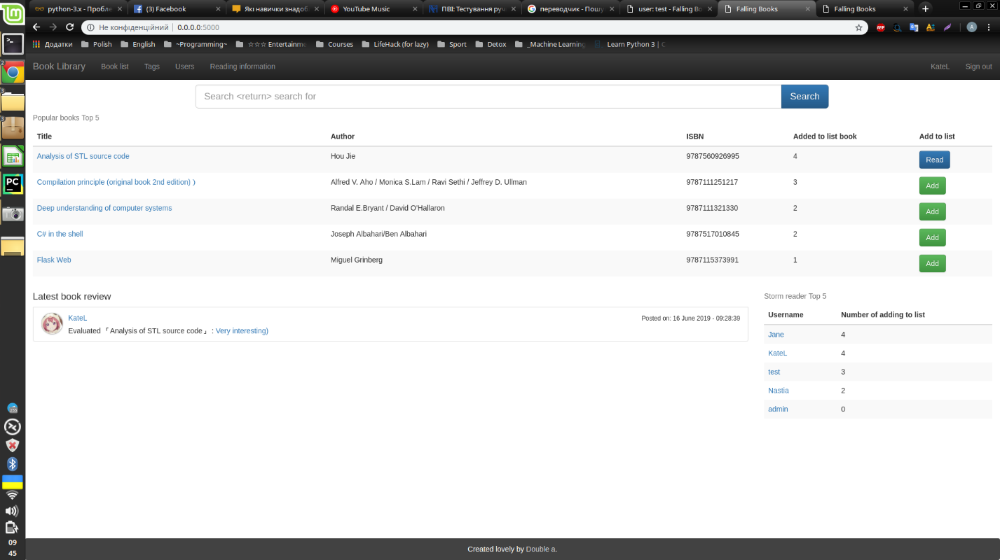 python-3.x - Пробле
(3) Facebook
Які навички знадоб
YouTube Music
ПВІ: Тестування руч
переводчик - Пошу
user: test - Falling Bo
Falling Books
Falling Books
Не конфіденційний
0.0.0.0:5000
ABP
A
Додатки
Polish
English
~Programming~
☆☆☆ Entertainme
Courses
LifeHack (for lazy)
Sport
Detox
_Machine Learning
Learn Python 3 | C
Book Library
Book list
Tags
Users
Reading information
KateL
Sign out
Search <return> search for
Search
Popular books Top 5
Title Author ISBN Added to list book Add to list
Analysis of STL source code Hou Jie 9787560926995 4 Read
Compilation principle (original book 2nd edition) ) Alfred V. Aho / Monica S.Lam / Ravi Sethi / Jeffrey D. Ullman 9787111251217 3 Add
Deep understanding of computer systems Randal E.Bryant / David O'Hallaron 9787111321330 2 Add
C# in the shell Joseph Albahari/Ben Albahari 9787517010845 2 Add
Flask Web Miguel Grinberg 9787115373991 1 Add
Latest book review
KateL
Posted on: 16 June 2019 - 09:28:39
Evaluated 「Analysis of STL source code」 : Very interesting)
Storm reader Top 5
Username Number of adding to list
Jane 4
KateL 4
test 3
Nastia 2
admin 0
Created lovely by Double a.
2
3
3
PC
09
45